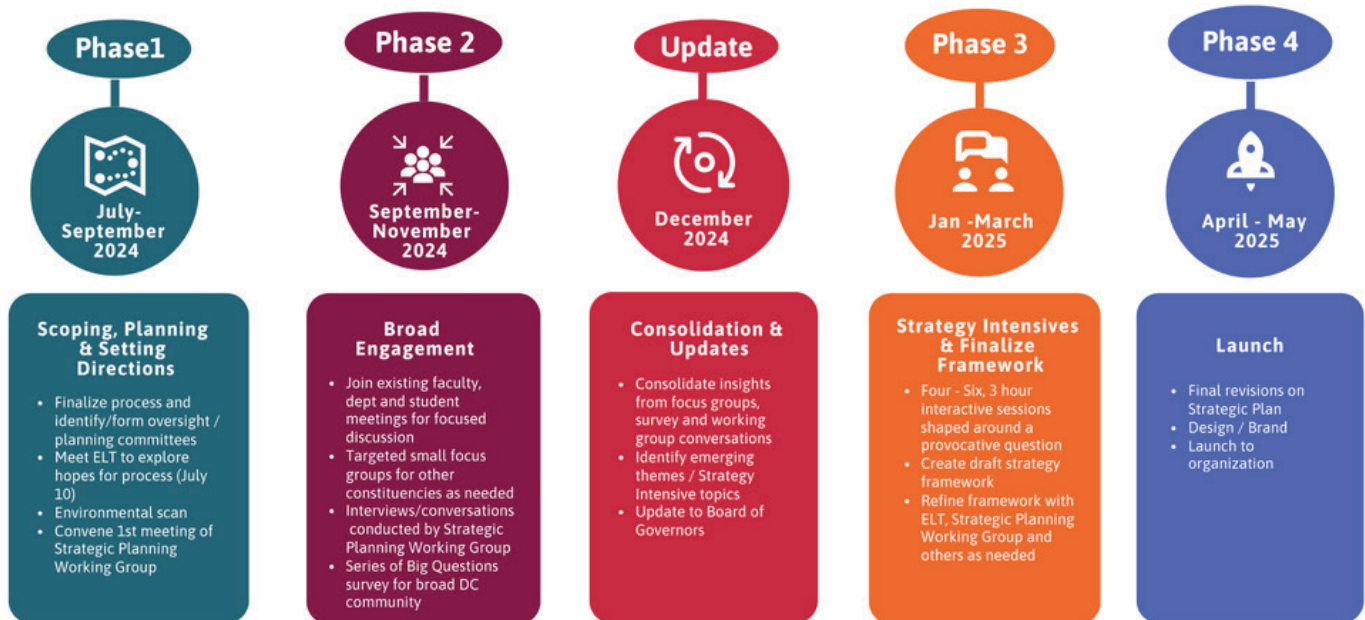 Phase1
July-
September
2024
Scoping, Planning
& Setting
Directions
• Finalize process and
identify/form oversight /
planning committees
• Meet ELT to explore
hopes for process (July
10)
• Environmental scan
• Convene 1st meeting of
Strategic Planning
Working Group
Phase 2
September-
November
2024
Broad
Engagement
• Join existing faculty,
dept and student
meetings for focused
discussion
• Targeted small focus
groups for other
constituencies as needed
• Interviews/conversations
conducted by Strategic
Planning Working Group
• Series of Big Questions
survey for broad DC
community
Update
December
2024
Consolidation &
Updates
• Consolidate insights
from focus groups,
survey and working
group conversations
• Identify emerging
themes / Strategy
Intensive topics
• Update to Board of
Governors
Phase 3
Jan -March
2025
Strategy Intensives
& Finalize
Framework
• Four - Six, 3 hour
interactive sessions
shaped around a
provocative question
• Create draft strategy
framework
• Refine framework with
ELT, Strategic Planning
Working Group and
others as needed
Phase 4
April - May
2025
Launch
• Final revisions on
Strategic Plan
• Design / Brand
• Launch to
organization